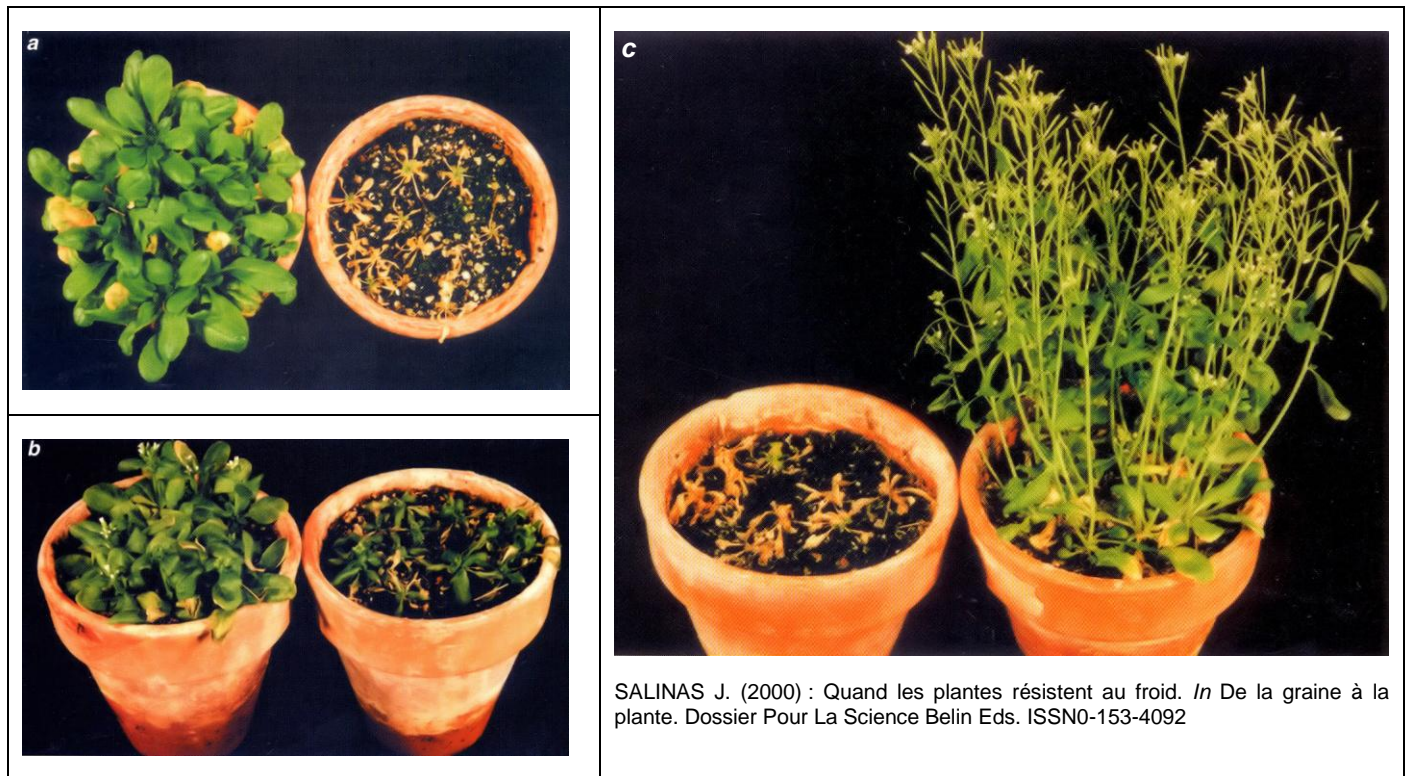 a
b
c
SALINAS J. (2000) : Quand les plantes résistent au froid. In De la graine à la
plante. Dossier Pour La Science Belin Eds. ISSN0-153-4092